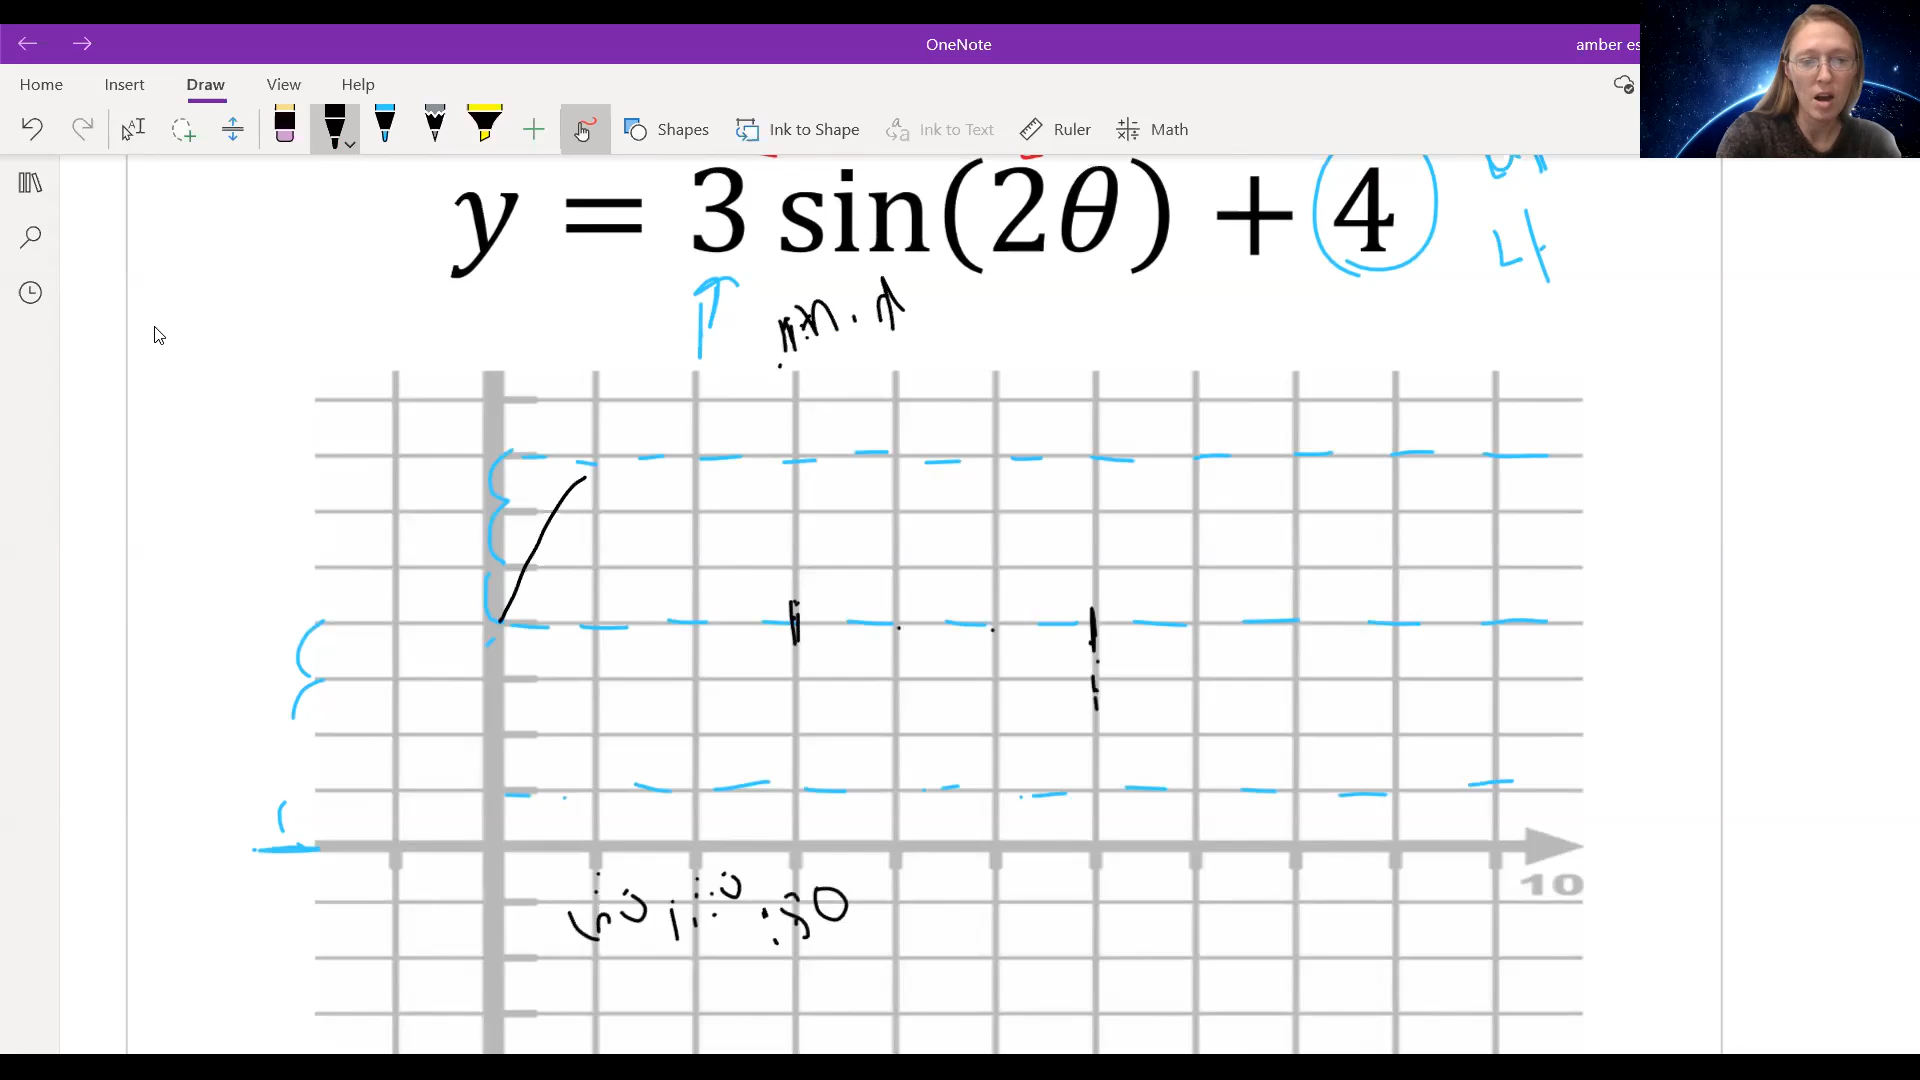 OneNote
amber es
Home Insert Draw View Help
Shapes Ink to Shape Ink to Text Ruler Math
y = 3 sin(2θ) + 4
4
10